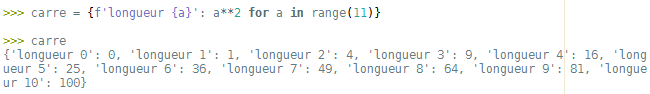 >>> carre = {f'longueur {a}': a**2 for a in range(11)}
>>> carre
{'longueur 0': 0, 'longueur 1': 1, 'longueur 2': 4, 'longueur 3': 9, 'longueur 4': 16, 'long
ueur 5': 25, 'longueur 6': 36, 'longueur 7': 49, 'longueur 8': 64, 'longueur 9': 81, 'longue
ur 10': 100}